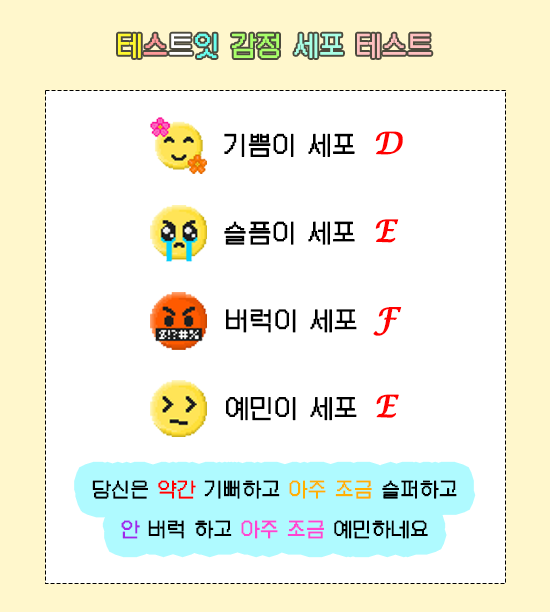 테스트잇 감정 세포 테스트
기쁨이 세포 D
슬픔이 세포 E
$!?#%
버럭이 세포 F
예민이 세포 E
당신은 약간 기뻐하고 아주 조금 슬퍼하고
안 버럭 하고 아주 조금 예민하네요